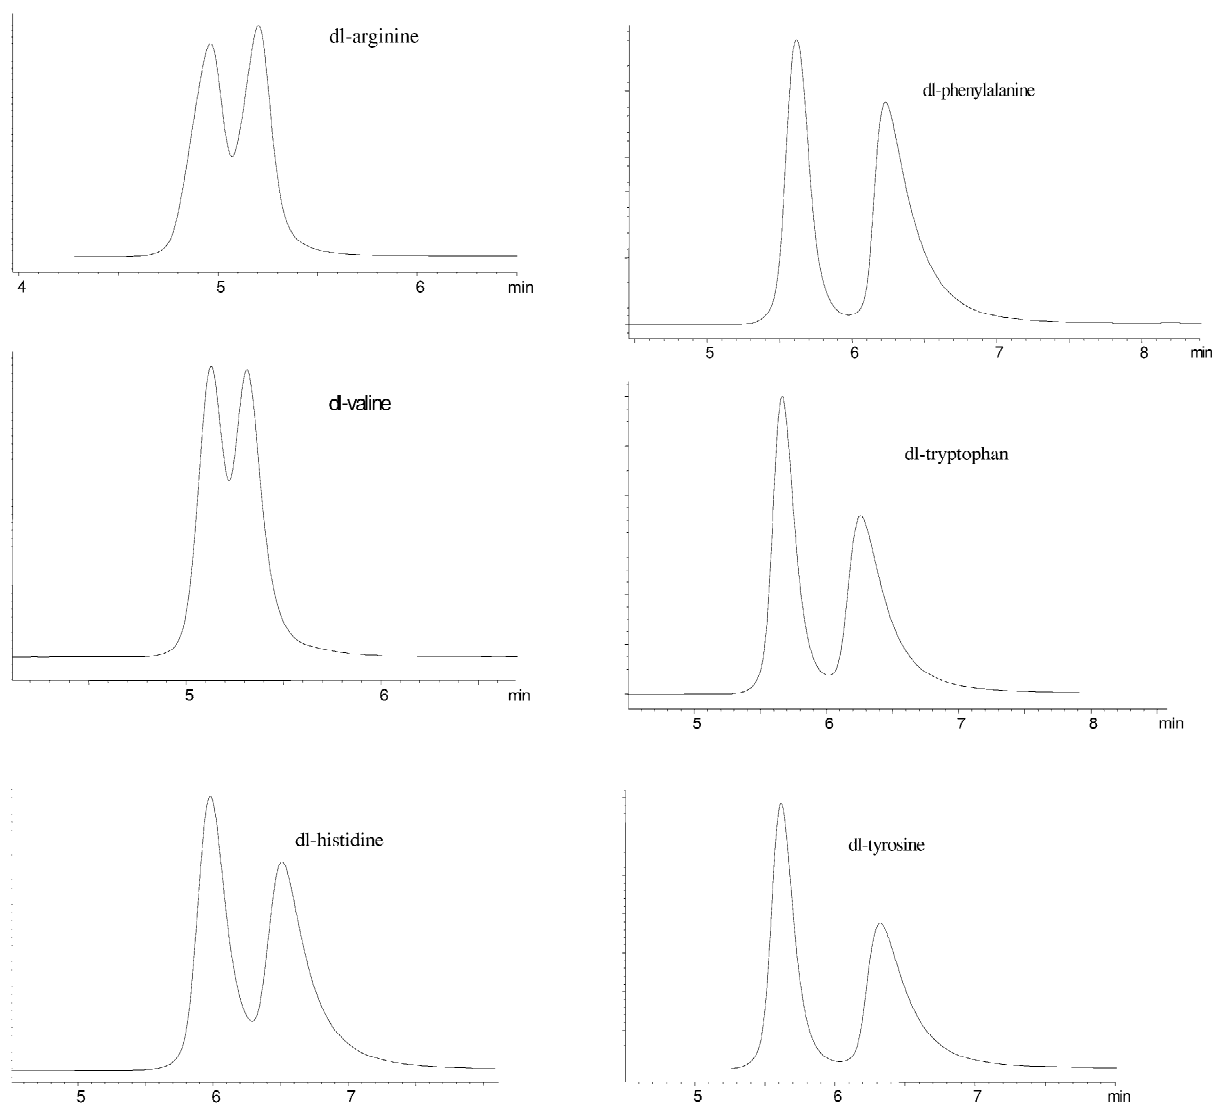 dl-arginine
4 5 6 min
dl-phenylalanine
5 6 7 8 min
dl-valine
5 6 min
dl-tryptophan
5 6 7 8 min
dl-histidine
5 6 7
dl-tyrosine
5 6 7 min